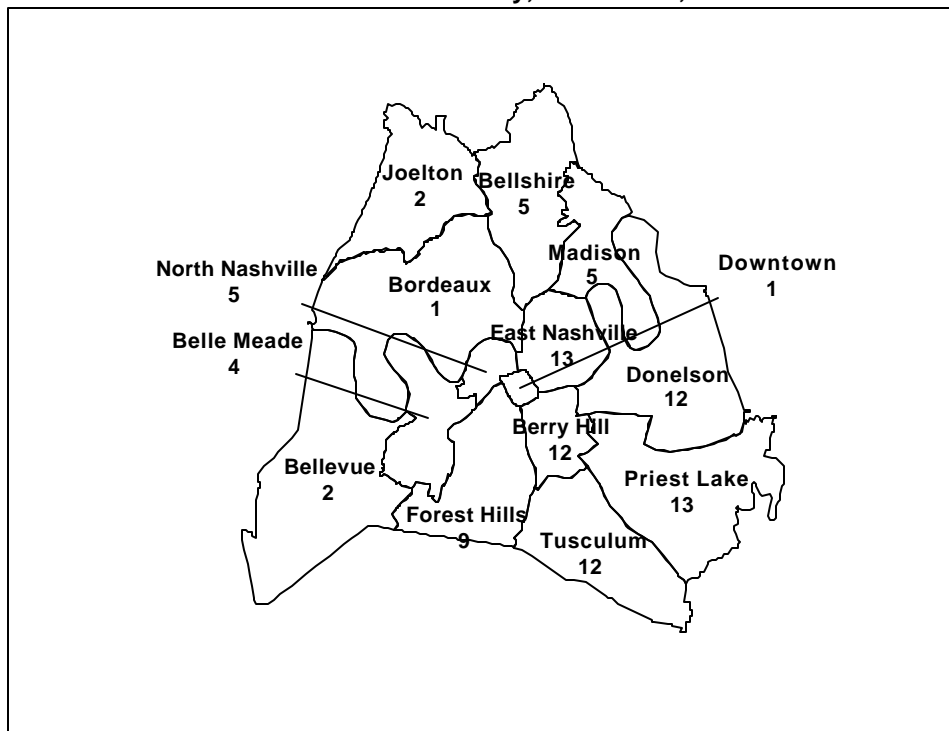 Joelton
2
Bellshire
5
North Nashville
5
Madison
5
Downtown
1
Bordeaux
1
Belle Meade
4
East Nashville
13
Donelson
12
Berry Hill
12
Bellevue
2
Priest Lake
13
Forest Hills
9
Tusculum
12